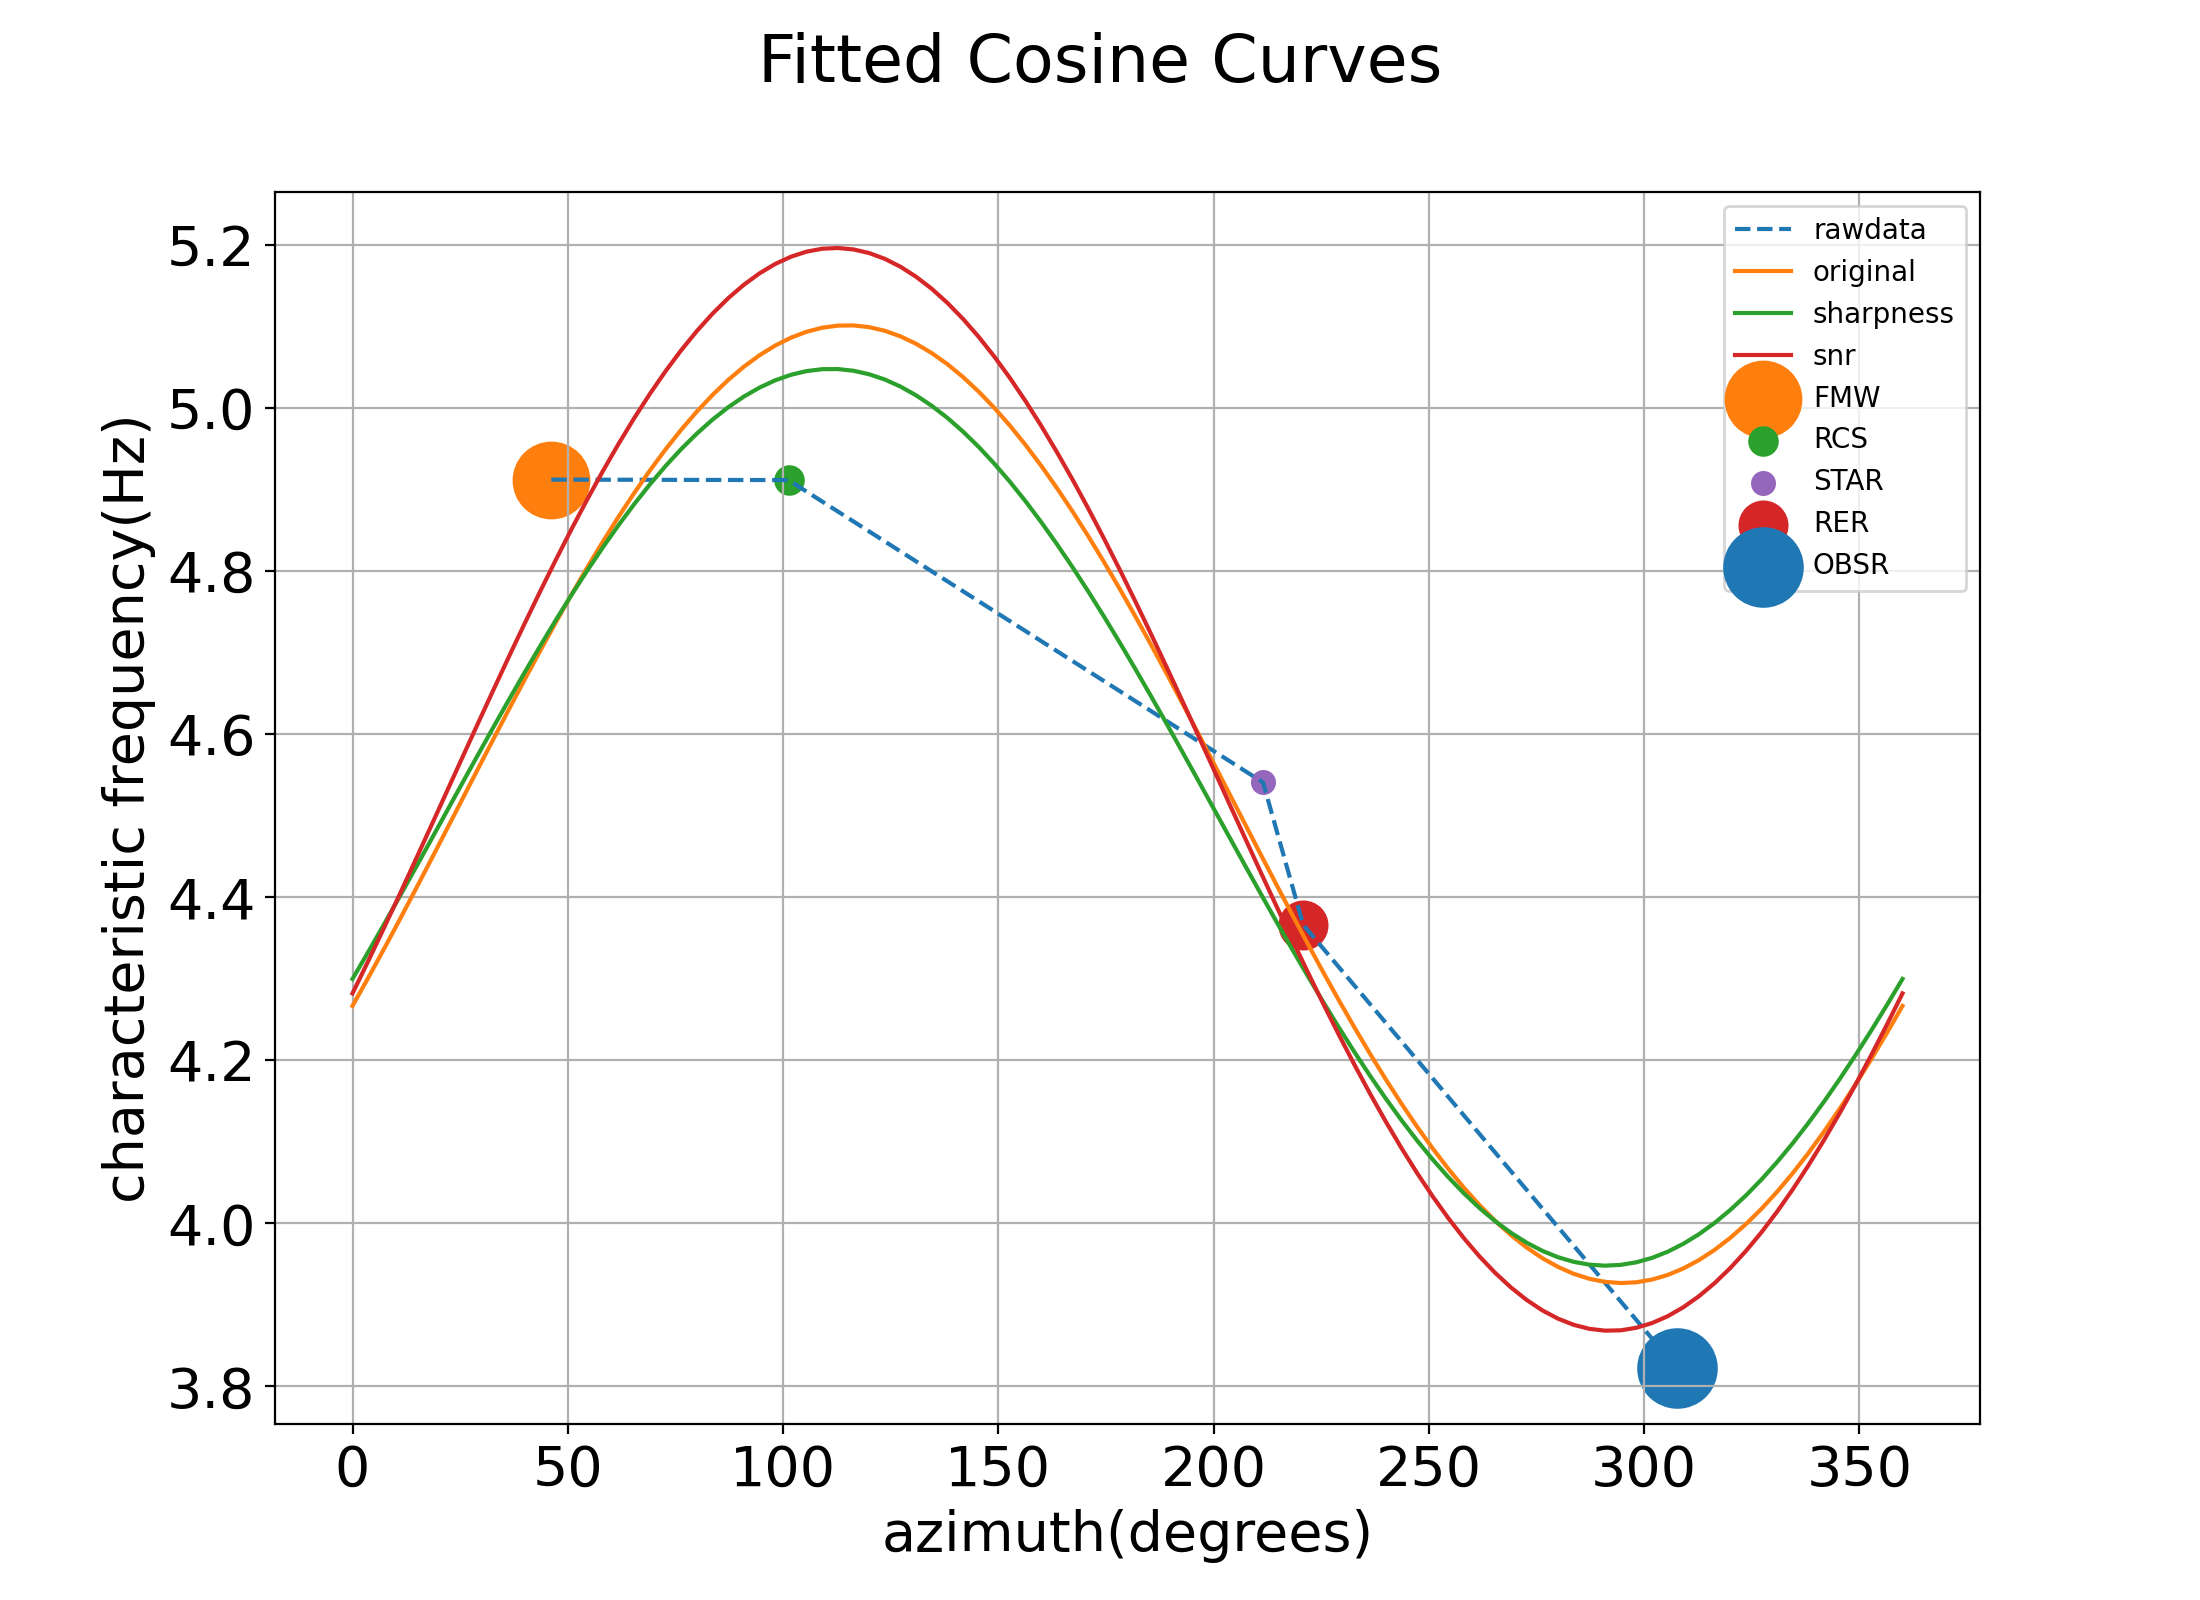 Fitted Cosine Curves
5.2
5.0
4.8
4.6
4.4
4.2
4.0
3.8
characteristic frequency(Hz)
rawdata
original
sharpness
snr
FMW
RCS
STAR
RER
OBSR
0 50 100 150 200 250 300 350
azimuth(degrees)